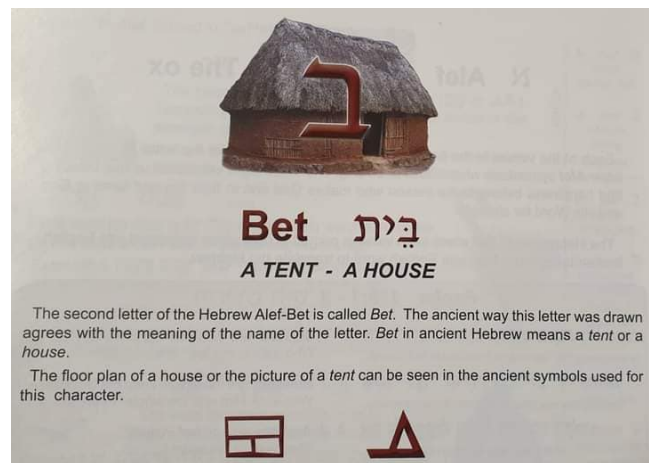 ב
Bet בֵּית
A TENT - A HOUSE
The second letter of the Hebrew Alef-Bet is called Bet. The ancient way this letter was drawn
agrees with the meaning of the name of the letter. Bet in ancient Hebrew means a tent or a
house.
The floor plan of a house or the picture of a tent can be seen in the ancient symbols used for
this character.